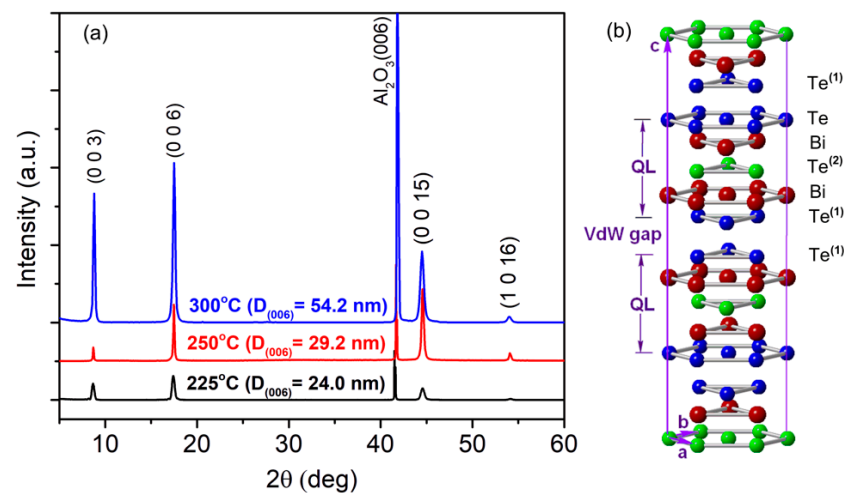 (a)
Intensity (a.u.)
(0 0 3)
(0 0 6)
Al₂O₃(006)
(0 0 15)
(1 0 16)
300°C (D₍₀₀₆₎= 54.2 nm)
250°C (D₍₀₀₆₎= 29.2 nm)
225°C (D₍₀₀₆₎= 24.0 nm)
10 20 30 40 50 60
2θ (deg)
(b)
c
Te⁽¹⁾
Te
Bi
QL
Te⁽²⁾
Bi
Te⁽¹⁾
VdW gap
Te⁽¹⁾
QL
b
a